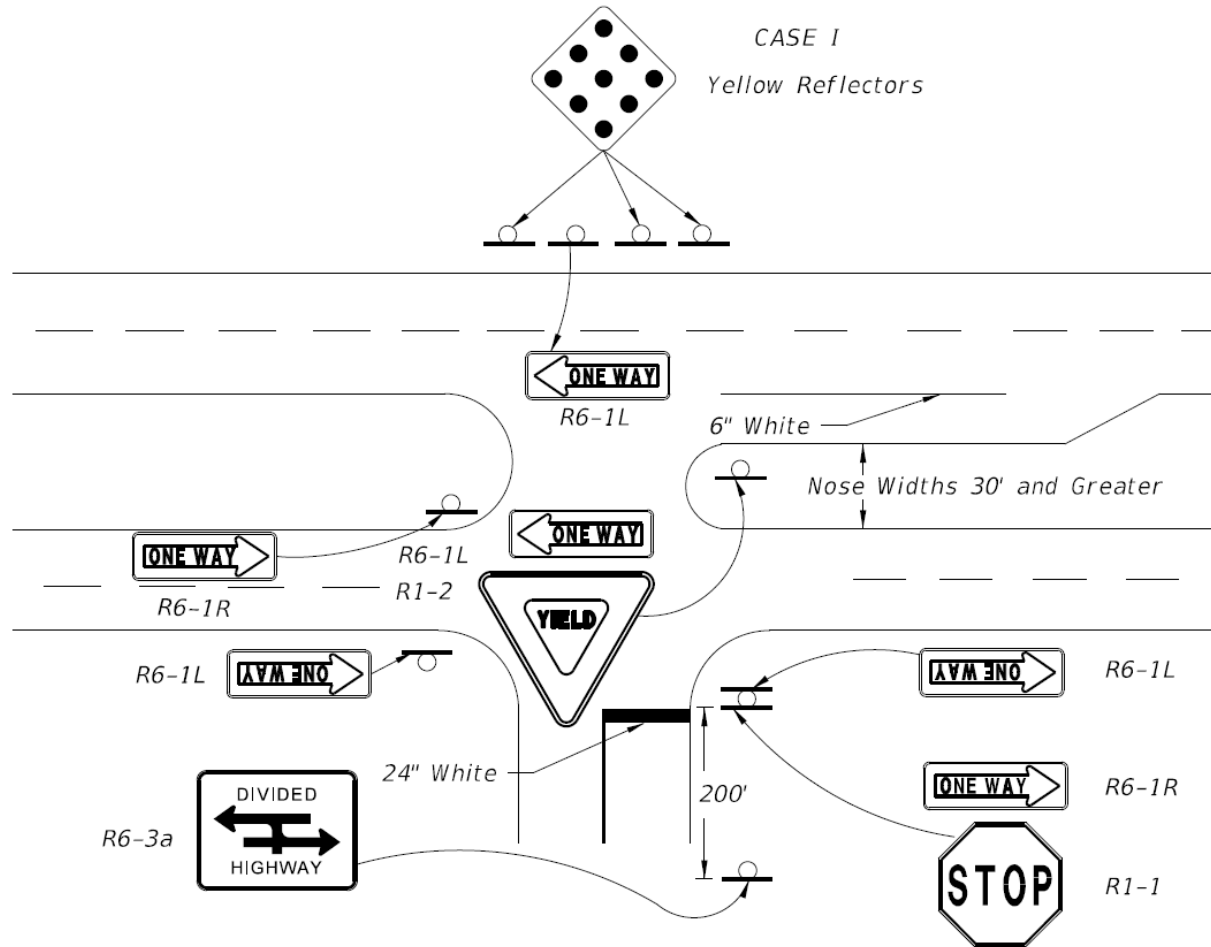 CASE I
Yellow Reflectors
ONE WAY
R6-1L
6" White
Nose Widths 30' and Greater
ONE WAY
R6-1R
R6-1L
ONE WAY
R1-2
YIELD
R6-1L
ONE WAY
ONE WAY
R6-1L
24" White
200'
ONE WAY
R6-1R
R6-3a
DIVIDED
HIGHWAY
STOP
R1-1